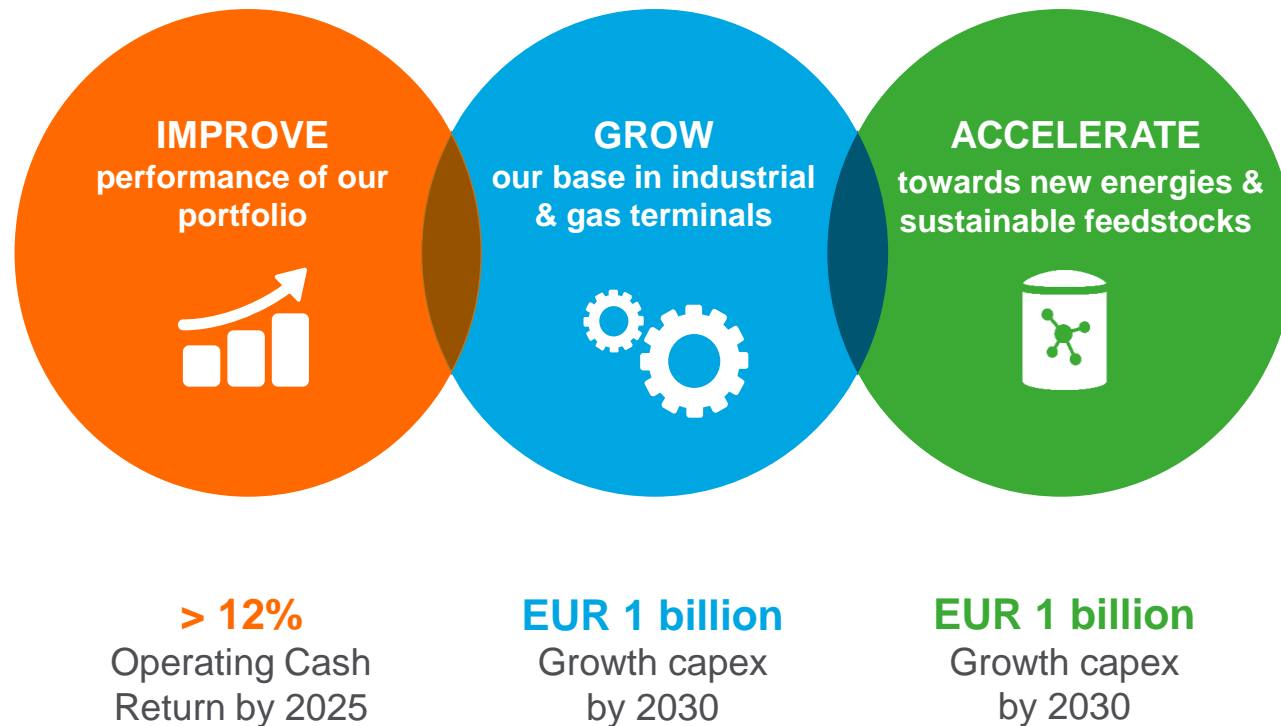 IMPROVE
performance of our
portfolio
GROW
our base in industrial
& gas terminals
ACCELERATE
towards new energies &
sustainable feedstocks
> 12%
Operating Cash
Return by 2025
EUR 1 billion
Growth capex
by 2030
EUR 1 billion
Growth capex
by 2030